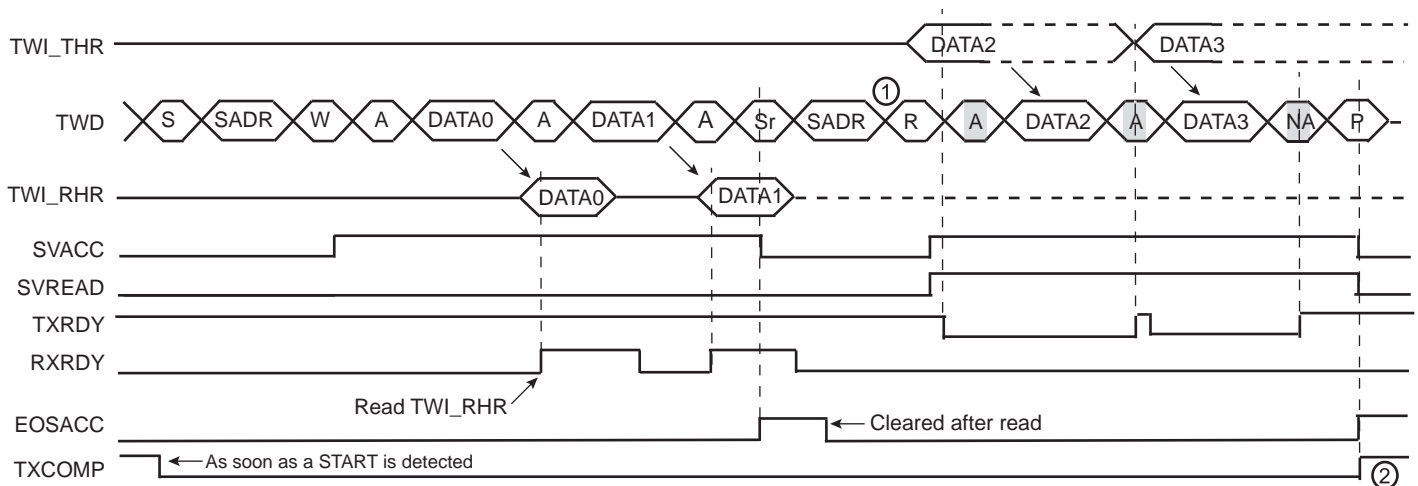 TWI_THR DATA2 DATA3
①
TWD S SADR W A DATA0 A DATA1 A Sr SADR R A DATA2 A DATA3 NA P
TWI_RHR DATA0 DATA1
SVACC
SVREAD
TXRDY
RXRDY
Read TWI_RHR
EOSACC Cleared after read
TXCOMP As soon as a START is detected ②